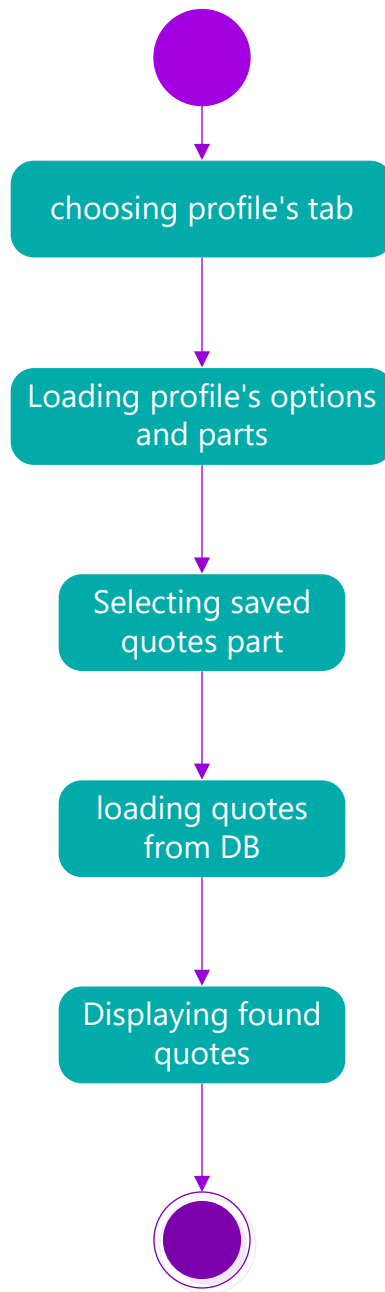 choosing profile's tab
Loading profile's options
and parts
Selecting saved
quotes part
loading quotes
from DB
Displaying found
quotes